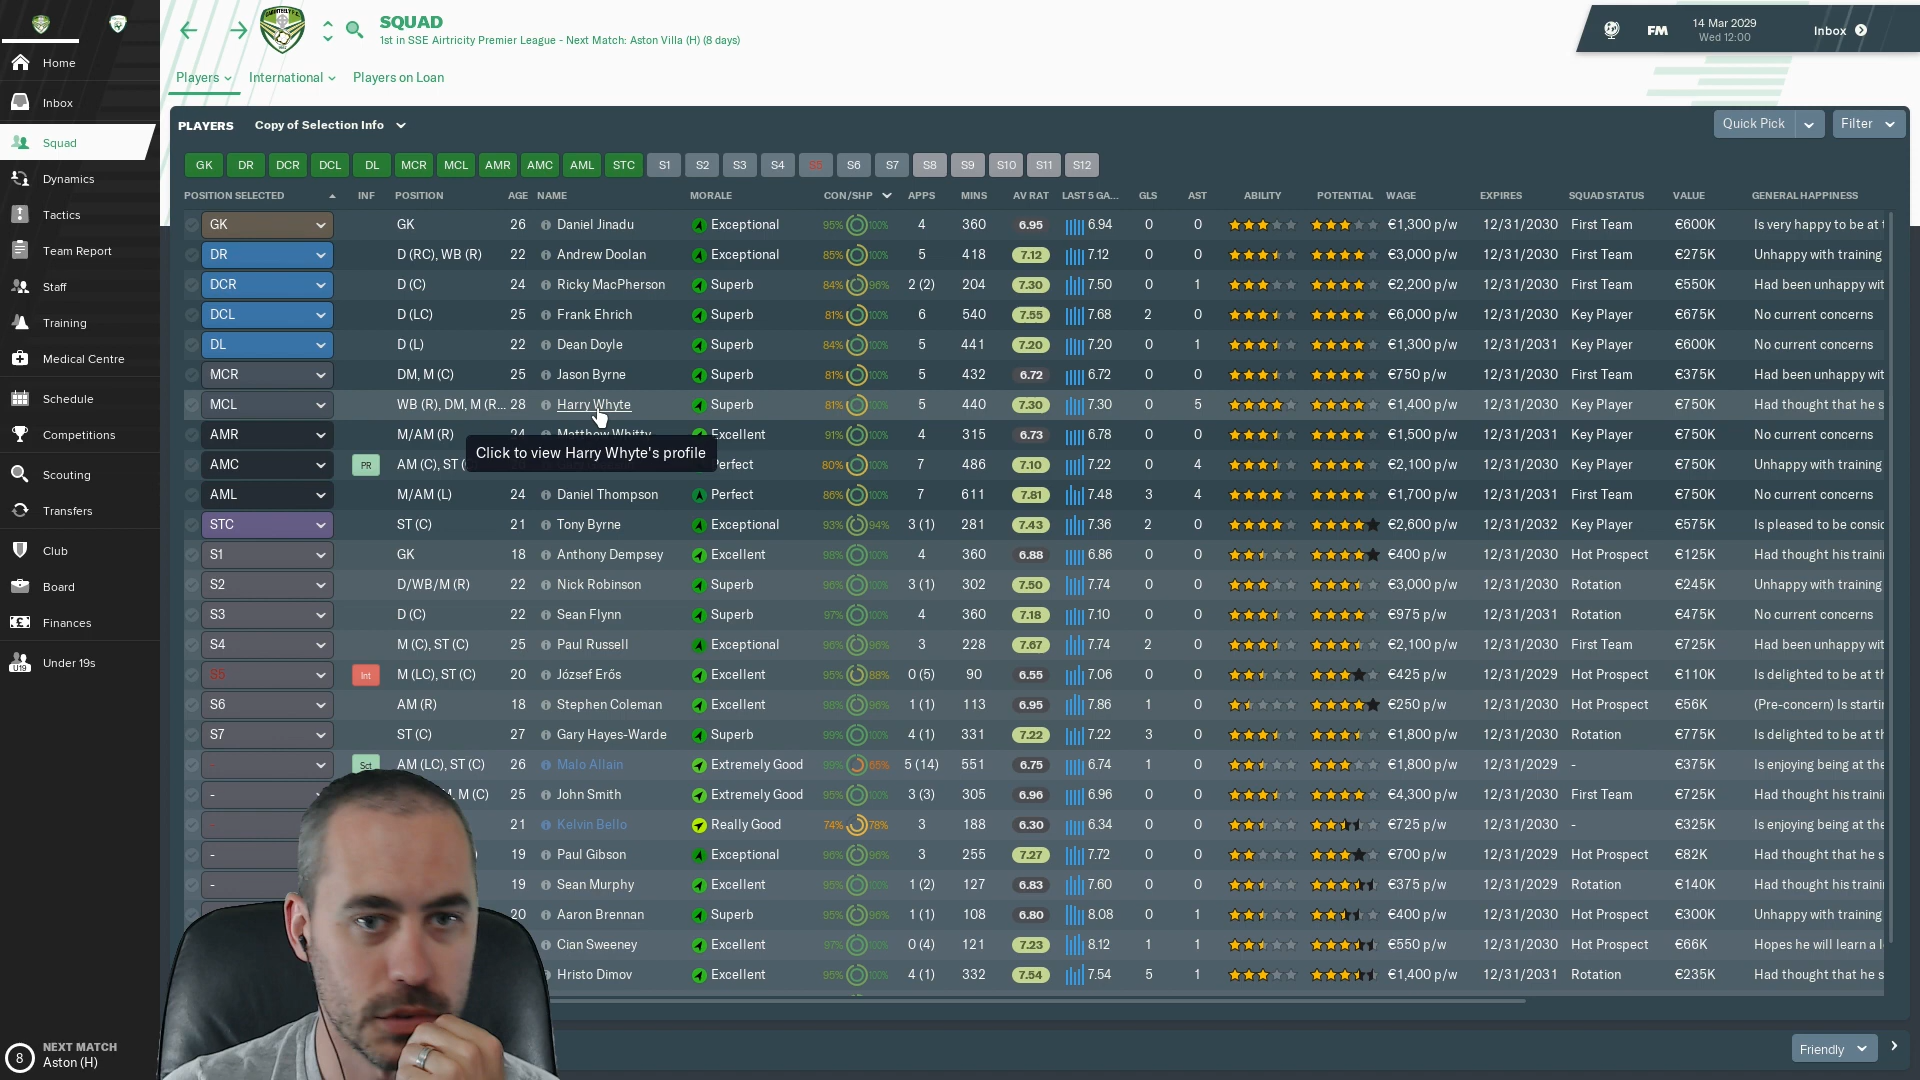 SQUAD
1st in SSE Airtricity Premier League - Next Match: Aston Villa (H) (8 days)
FM
14 Mar 2029
Wed 12:00
Inbox
Home
Inbox
Squad
Dynamics
Tactics
Team Report
Staff
Training
Medical Centre
Schedule
Competitions
Scouting
Transfers
Club
Board
Finances
U19
Under 19s
8
NEXT MATCH
Aston (H)
Players
International
Players on Loan
PLAYERS Copy of Selection Info
Quick Pick Filter
GK DR DCR DCL DL MCR MCL AMR AMC AML STC S1 S2 S3 S4 S5 S6 S7 S8 S9 S10 S11 S12
POSITION SELECTED INF POSITION AGE NAME MORALE CON/SHP APPS MINS AV RAT LAST 5 GA... GLS AST ABILITY POTENTIAL WAGE EXPIRES SQUAD STATUS VALUE GENERAL HAPPINESS
GK GK 26 Daniel Jinadu Exceptional 95% 100% 4 360 6.95 6.94 0 0 €1,300 p/w 12/31/2030 First Team €600K Is very happy to be at
DR D (RC), WB (R) 22 Andrew Doolan Exceptional 85% 100% 5 418 7.12 7.12 0 0 €3,000 p/w 12/31/2030 First Team €275K Unhappy with training
DCR D (C) 24 Ricky MacPherson Superb 84% 96% 2 (2) 204 7.30 7.50 0 1 €2,200 p/w 12/31/2030 First Team €550K Had been unhappy wit
DCL D (LC) 25 Frank Ehrich Superb 81% 100% 6 540 7.55 7.68 2 0 €6,000 p/w 12/31/2030 Key Player €675K No current concerns
DL D (L) 22 Dean Doyle Superb 84% 100% 5 441 7.20 7.20 0 1 €1,300 p/w 12/31/2031 Key Player €600K No current concerns
MCR DM, M (C) 25 Jason Byrne Superb 81% 100% 5 432 6.72 6.72 0 0 €750 p/w 12/31/2030 First Team €375K Had been unhappy wit
MCL WB (R), DM, M (R... 28 Harry Whyte Superb 81% 100% 5 440 7.30 7.30 0 5 €1,400 p/w 12/31/2030 Key Player €750K Had thought that he s
AMR M/AM (R) 24 Matthew Whitty Excellent 91% 100% 4 315 6.73 6.78 0 0 €1,500 p/w 12/31/2031 Key Player €750K No current concerns
Click to view Harry Whyte's profile
AMC PR AM (C), ST ( Perfect 80% 100% 7 486 7.10 7.22 0 4 €2,100 p/w 12/31/2030 Key Player €750K Unhappy with training
AML M/AM (L) 24 Daniel Thompson Perfect 86% 100% 7 611 7.81 7.48 3 4 €1,700 p/w 12/31/2031 First Team €750K No current concerns
STC ST (C) 21 Tony Byrne Exceptional 93% 94% 3 (1) 281 7.43 7.36 2 0 €2,600 p/w 12/31/2032 Key Player €575K Is pleased to be consic
S1 GK 18 Anthony Dempsey Excellent 98% 100% 4 360 6.88 6.86 0 0 €400 p/w 12/31/2030 Hot Prospect €125K Had thought his traini
S2 D/WB/M (R) 22 Nick Robinson Superb 96% 100% 3 (1) 302 7.50 7.74 0 0 €3,000 p/w 12/31/2030 Rotation €245K Unhappy with training
S3 D (C) 22 Sean Flynn Superb 97% 100% 4 360 7.18 7.10 0 0 €975 p/w 12/31/2031 Rotation €475K No current concerns
S4 M (C), ST (C) 25 Paul Russell Exceptional 96% 96% 3 228 7.67 7.74 2 0 €2,100 p/w 12/31/2030 First Team €725K Had been unhappy wit
S5 Int M (LC), ST (C) 20 József Erős Excellent 95% 88% 0 (5) 90 6.55 7.06 0 0 €425 p/w 12/31/2029 Hot Prospect €110K Is delighted to be at th
S6 AM (R) 18 Stephen Coleman Excellent 98% 96% 1 (1) 113 6.95 7.86 1 0 €250 p/w 12/31/2030 Hot Prospect €56K (Pre-concern) Is startin
S7 ST (C) 27 Gary Hayes-Warde Superb 99% 100% 4 (1) 331 7.22 7.22 3 0 €1,800 p/w 12/31/2030 Rotation €775K Is delighted to be at th
Sct AM (LC), ST (C) 26 Malo Allain Extremely Good 99% 65% 5 (14) 551 6.75 6.74 1 0 €1,800 p/w 12/31/2029 - €375K Is enjoying being at the
- M (C) 25 John Smith Extremely Good 95% 100% 3 (3) 305 6.96 6.96 0 0 €4,300 p/w 12/31/2030 First Team €725K Had thought his traini
21 Kelvin Bello Really Good 74% 78% 3 188 6.30 6.34 0 0 €725 p/w 12/31/2030 - €325K Is enjoying being at the
- 19 Paul Gibson Exceptional 96% 96% 3 255 7.27 7.72 0 0 €700 p/w 12/31/2029 Hot Prospect €82K Had thought that he s
- 19 Sean Murphy Excellent 95% 100% 1 (2) 127 6.83 7.60 0 0 €375 p/w 12/31/2029 Rotation €140K Had thought his traini
20 Aaron Brennan Superb 95% 96% 1 (1) 108 6.80 8.08 0 1 €400 p/w 12/31/2030 Hot Prospect €300K Unhappy with training
Cian Sweeney Excellent 97% 100% 0 (4) 121 7.23 8.12 1 1 €550 p/w 12/31/2030 Hot Prospect €66K Hopes he will learn a l
Hristo Dimov Excellent 95% 100% 4 (1) 332 7.54 7.54 5 1 €1,400 p/w 12/31/2031 Rotation €235K Had thought that he s
Friendly